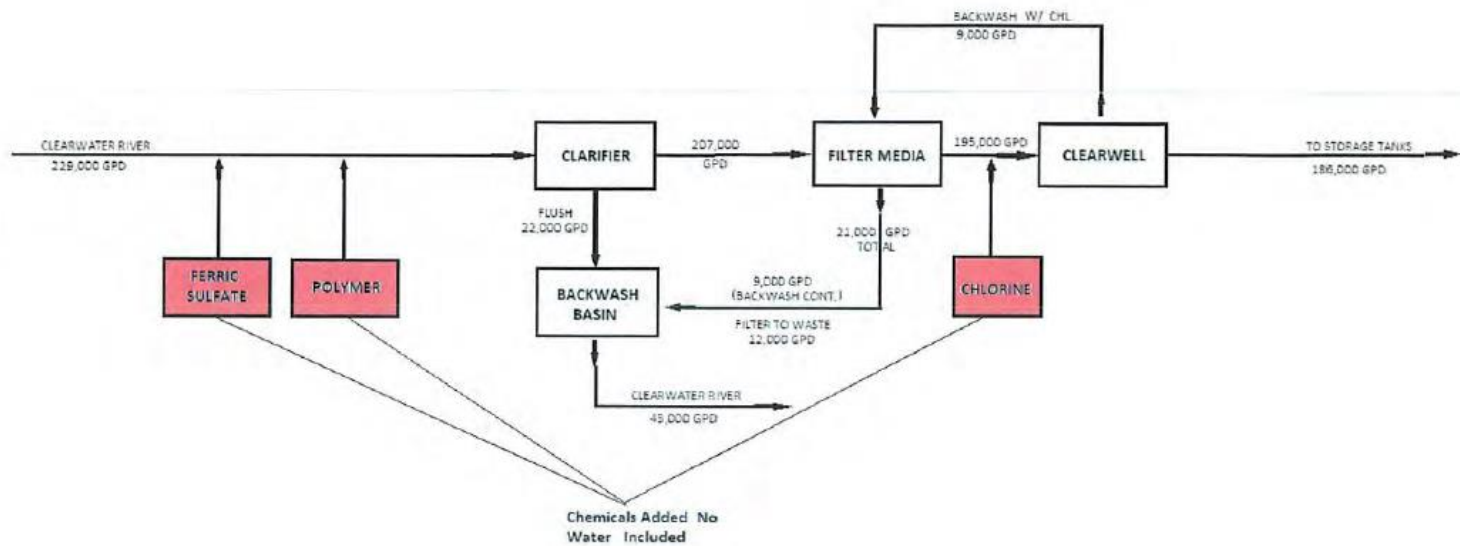 BACKWASH W/ CHL
9,000 GPD
CLEARWATER RIVER
229,000 GPD
CLARIFIER
207,000
GPD
FILTER MEDIA
195,000 GPD
CLEARWELL
TO STORAGE TANKS
186,000 GPD
FLUSH
22,000 GPD
21,000 GPD
TOTAL
FERRIC
SULFATE
POLYMER
BACKWASH
BASIN
9,000 GPD
(BACKWASH CONT.)
FILTER TO WASTE
12,000 GPD
CHLORINE
CLEARWATER RIVER
43,000 GPD
Chemicals Added No
Water Included